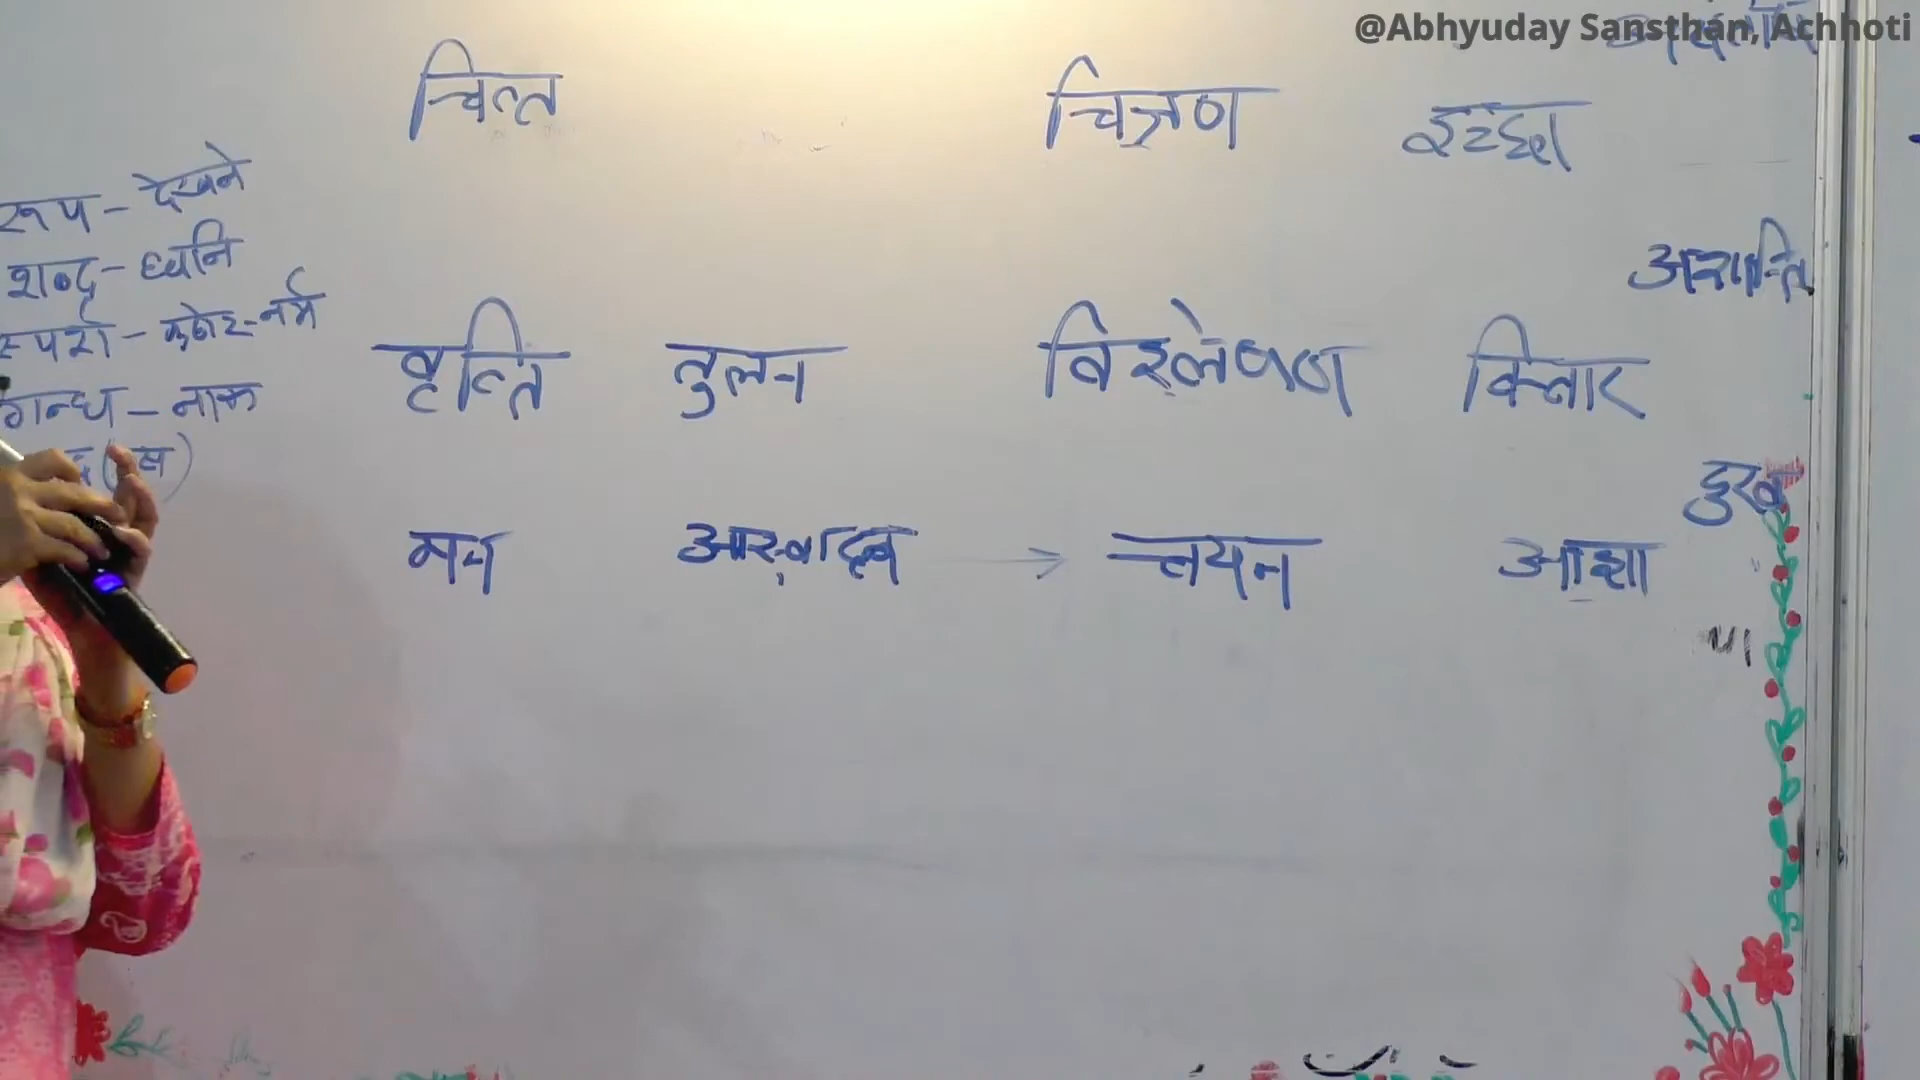 @Abhyuday Sansthan, Achhoti
चित्त चित्रण इच्छा
रूप - देखने
शब्द - ध्वनि
स्पर्श - कठोर - नर्म
गन्ध - नाक
अशान्ति
वृत्ति तुलन विश्लेषण विचार
दुख
मन आस्वादन → चयन आशा